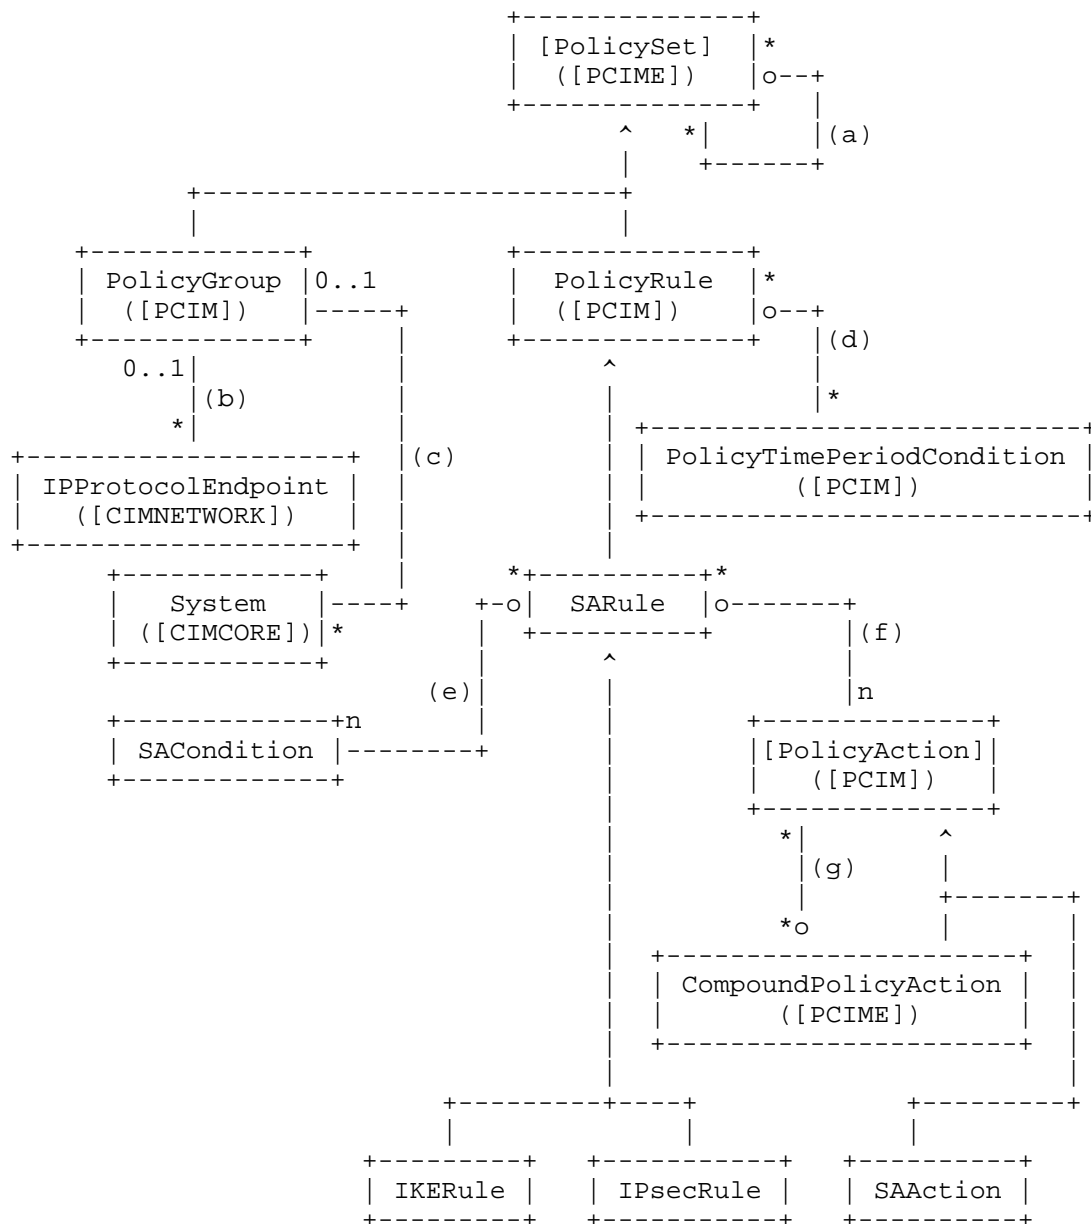 [PolicySet] *
([PCIME]) o
* (a)
PolicyGroup 0..1 PolicyRule *
([PCIM]) ([PCIM]) o
(d)
0..1
(b)
* *
(c) PolicyTimePeriodCondition
IPProtocolEndpoint ([PCIM])
([CIMNETWORK])
* *
System o SARule o
([CIMCORE]) * (f)
(e) n
n
SACondition [PolicyAction]
([PCIM])
*
(g)
*o
CompoundPolicyAction
([PCIME])
IKERule IPsecRule SAAction